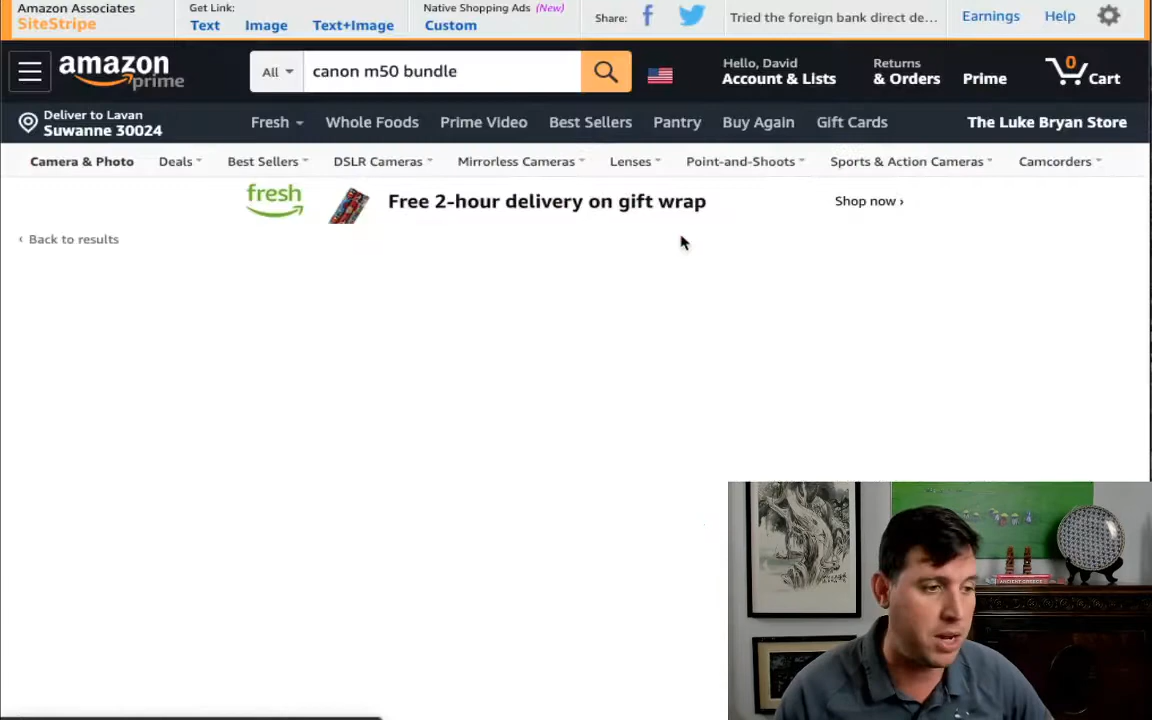 Amazon Associates
SiteStripe
Get Link:
Text
Image
Text+Image
Native Shopping Ads (New)
Custom
Share:
Tried the foreign bank direct de...
Earnings
Help
amazon
prime
All
canon m50 bundle
Hello, David
Account & Lists
Returns
& Orders
Prime
0
Cart
Deliver to Lavan
Suwanne 30024
Fresh
Whole Foods
Prime Video
Best Sellers
Pantry
Buy Again
Gift Cards
The Luke Bryan Store
Camera & Photo
Deals
Best Sellers
DSLR Cameras
Mirrorless Cameras
Lenses
Point-and-Shoots
Sports & Action Cameras
Camcorders
fresh
Free 2-hour delivery on gift wrap
Shop now ›
‹ Back to results
ANCIENT GREECE